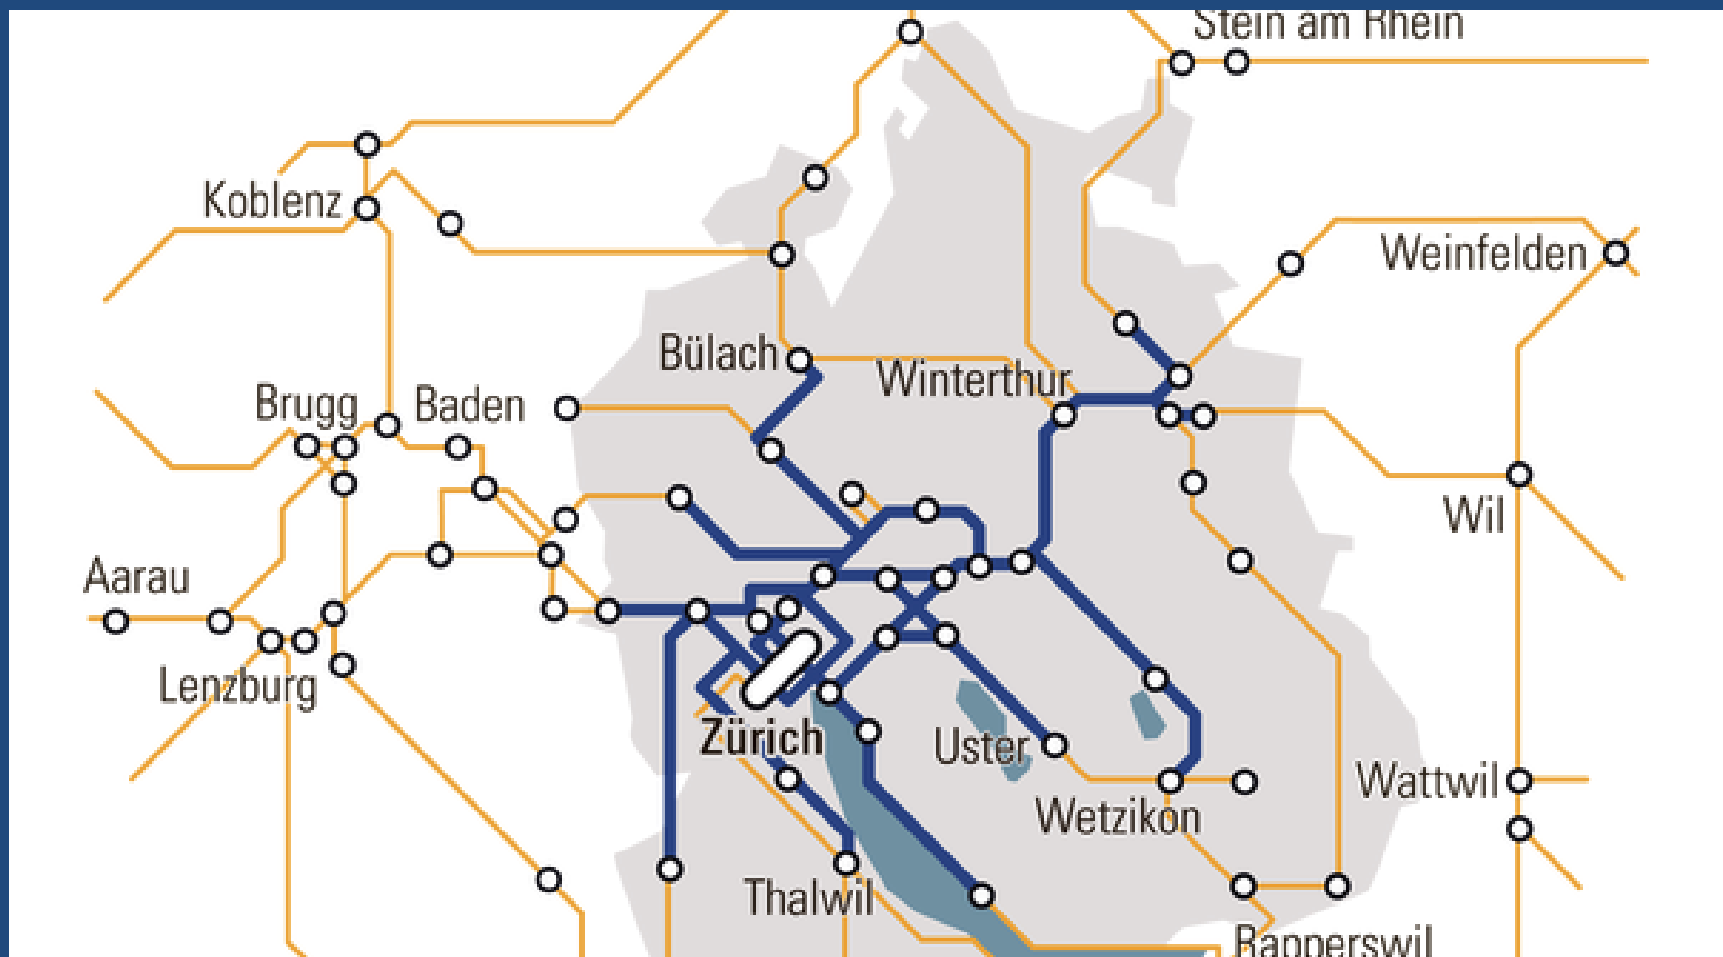 Stein am Rhein
Koblenz
Weinfelden
Bülach
Winterthur
Brugg
Baden
Wil
Aarau
Lenzburg
Zürich
Uster
Wattwil
Wetzikon
Thalwil
Rapperswil